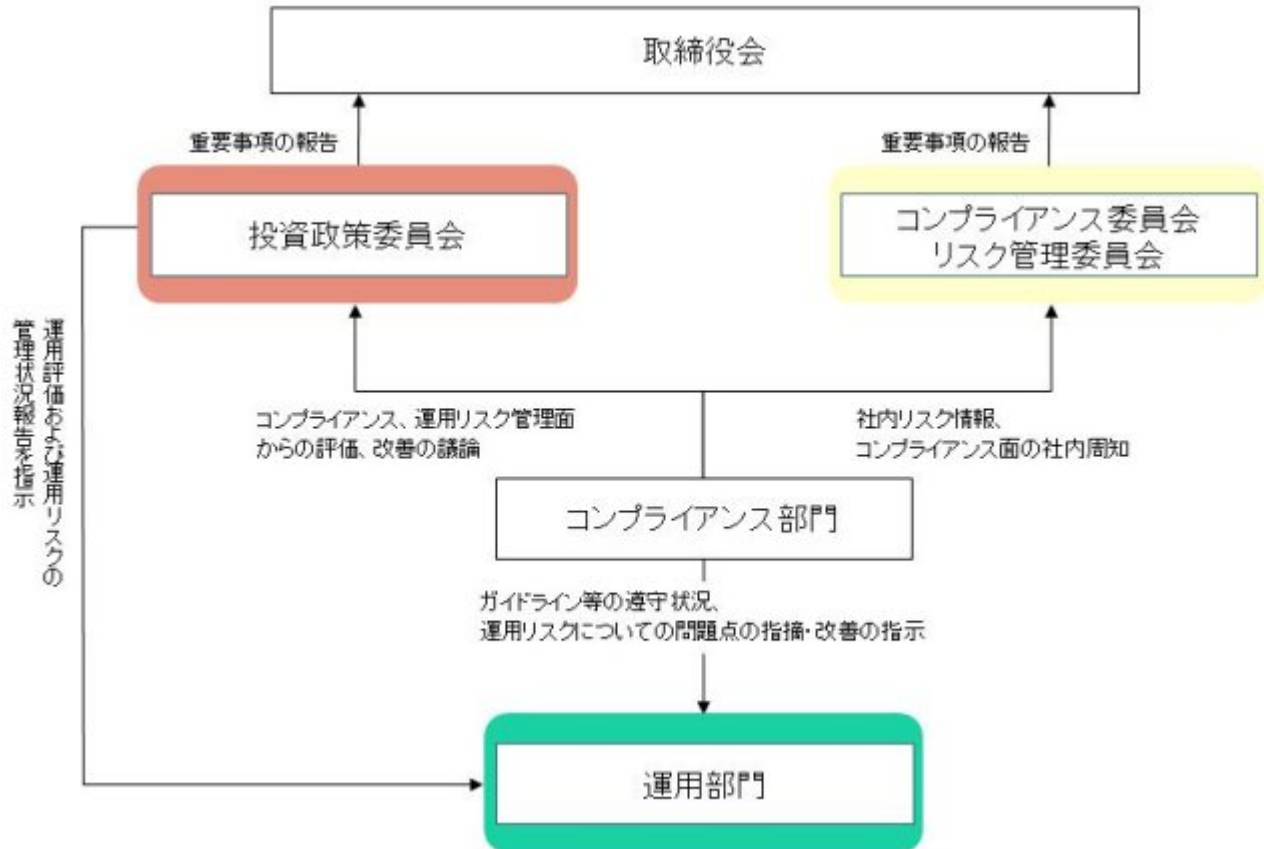 取締役会
重要事項の報告
重要事項の報告
投資政策委員会
コンプライアンス委員会
リスク管理委員会
運用評価および運用リスクの
管理状況報告を指示
コンプライアンス、運用リスク管理面
からの評価、改善の議論
社内リスク情報、
コンプライアンス面の社内周知
コンプライアンス部門
ガイドライン等の遵守状況、
運用リスクについての問題点の指摘・改善の指示
運用部門